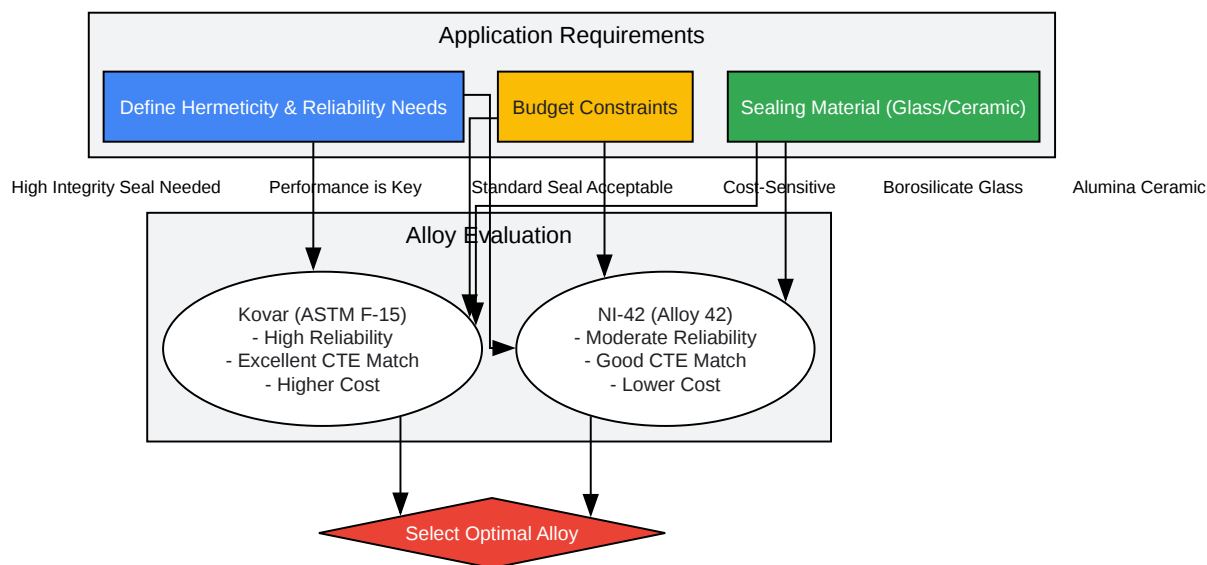 Application Requirements
Define Hermeticity & Reliability Needs
Budget Constraints
Sealing Material (Glass/Ceramic)
High Integrity Seal Needed
Performance is Key
Standard Seal Acceptable
Cost-Sensitive
Borosilicate Glass
Alumina Ceramic
Alloy Evaluation
Kovar (ASTM F-15)
- High Reliability
- Excellent CTE Match
- Higher Cost
NI-42 (Alloy 42)
- Moderate Reliability
- Good CTE Match
- Lower Cost
Select Optimal Alloy